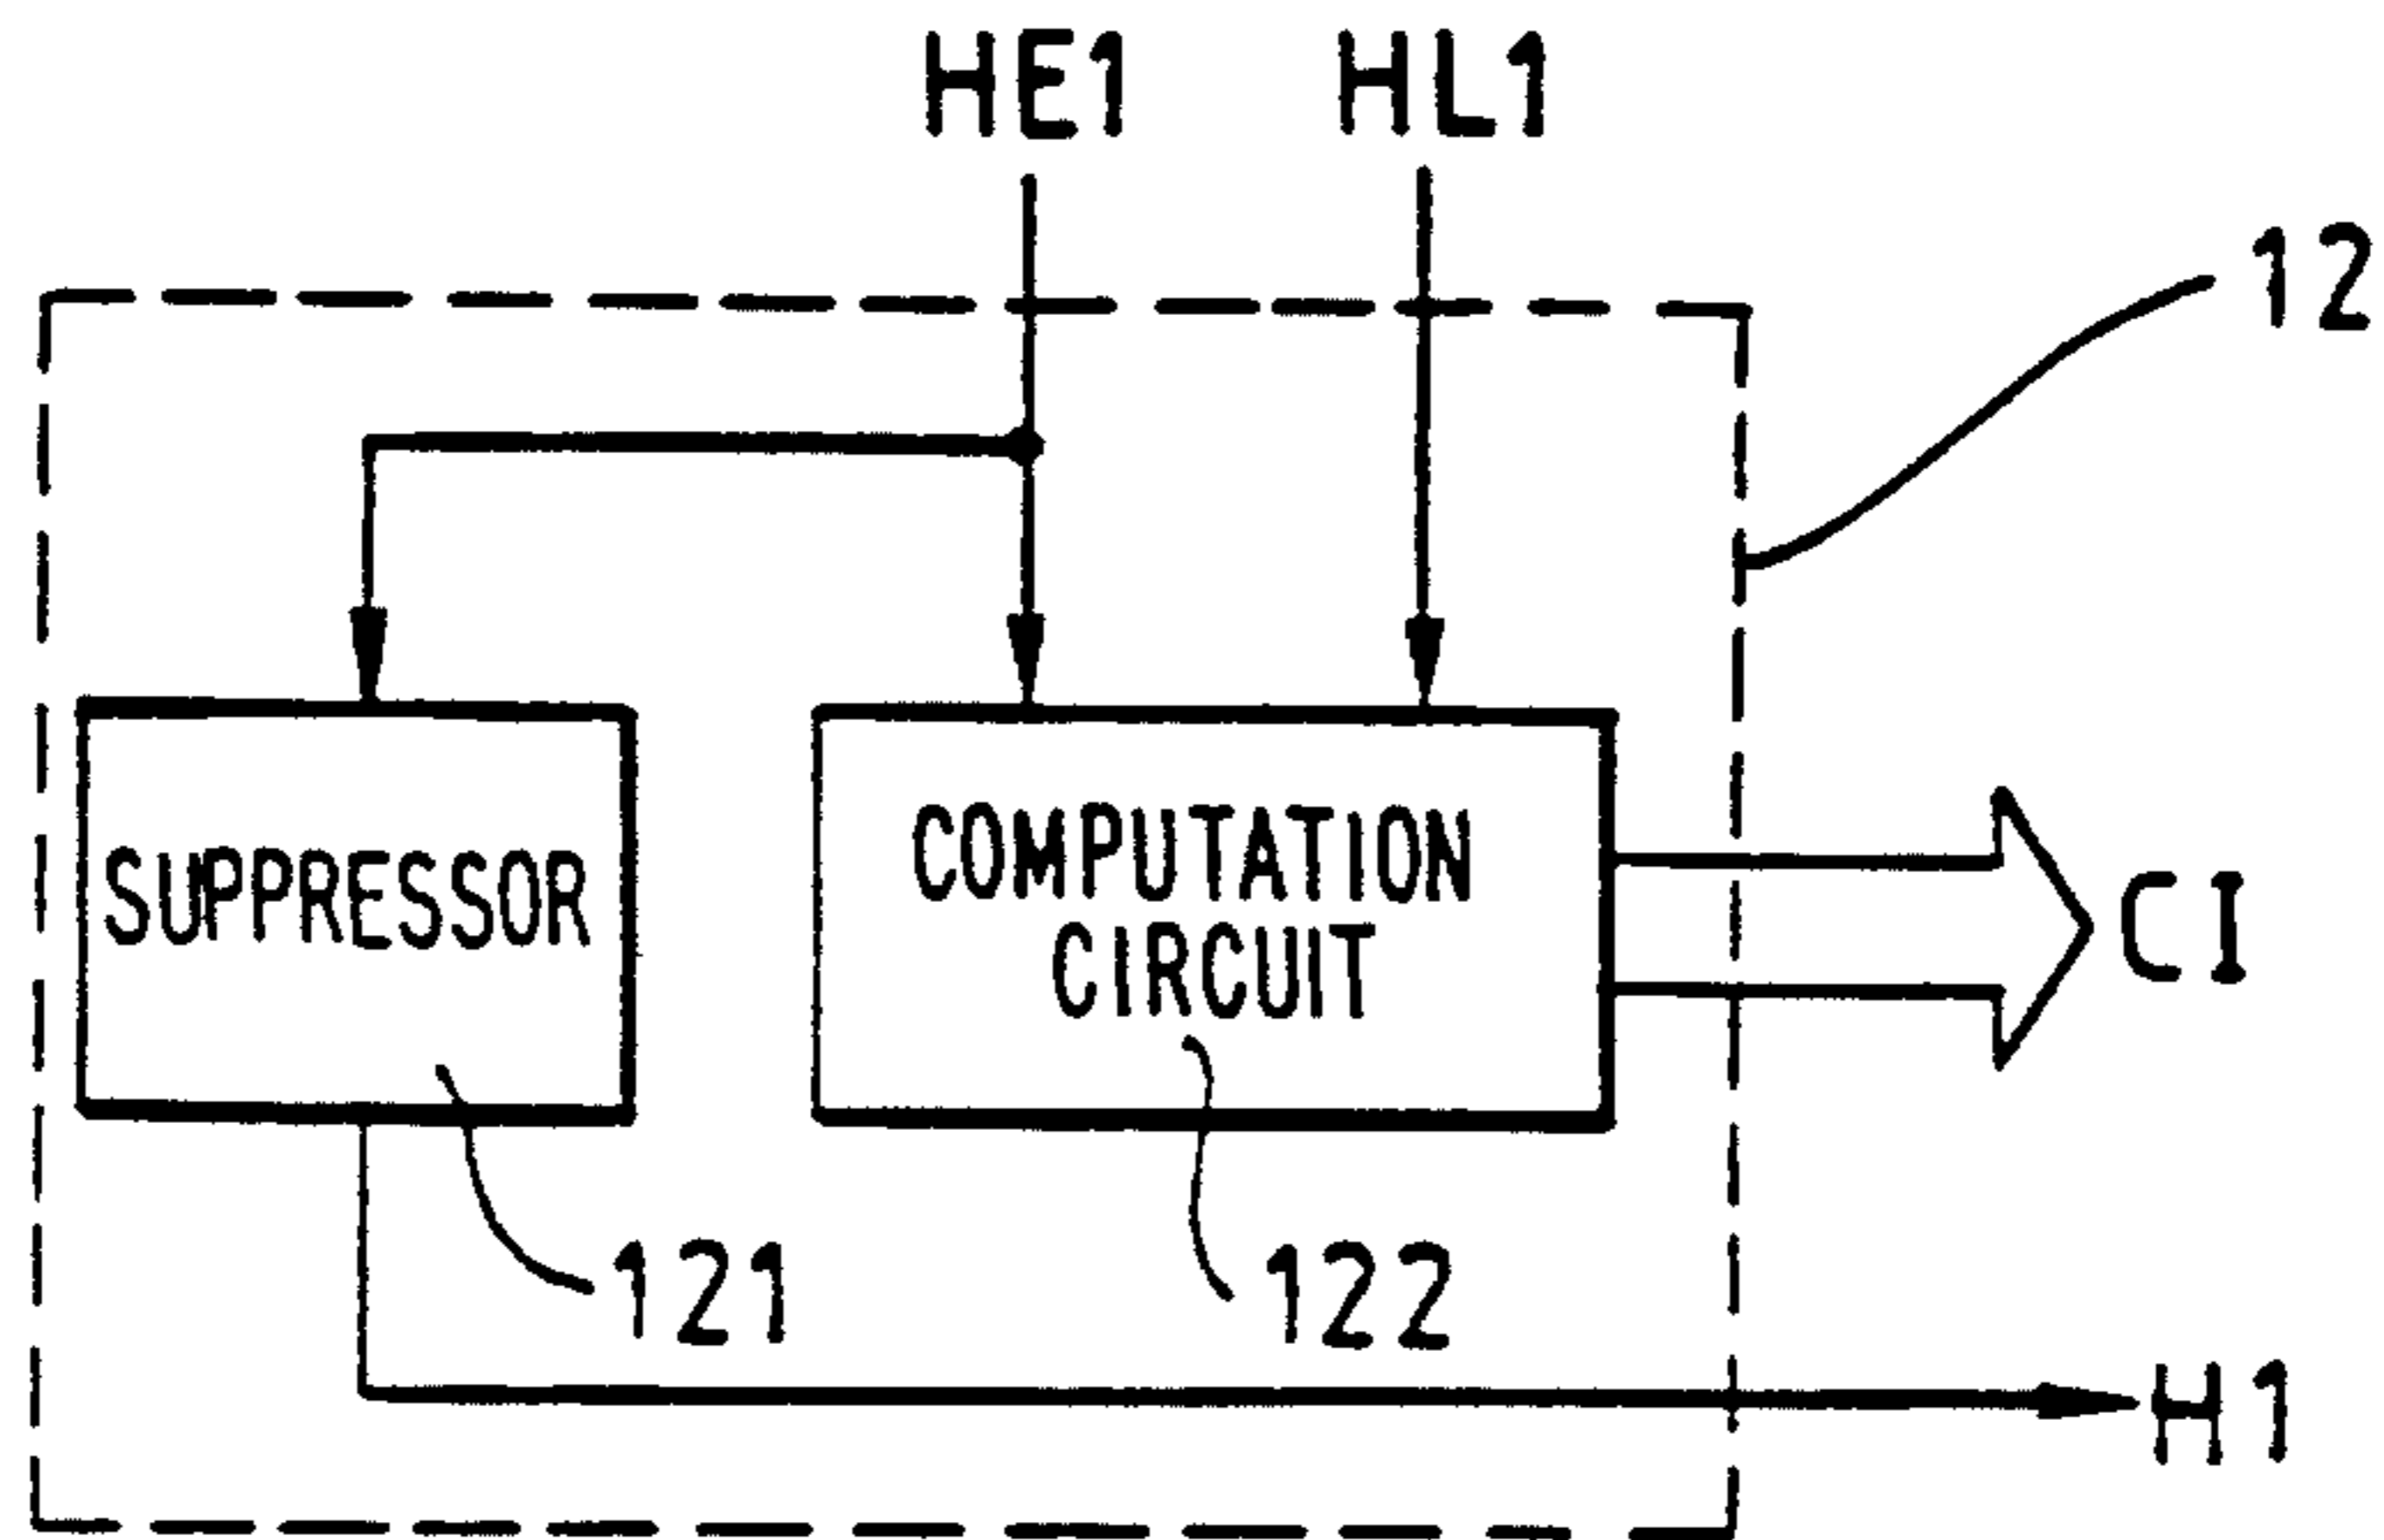 HE1 HL1
12
SUPPRESSOR
COMPUTATION
CIRCUIT
CI
121
122
H1